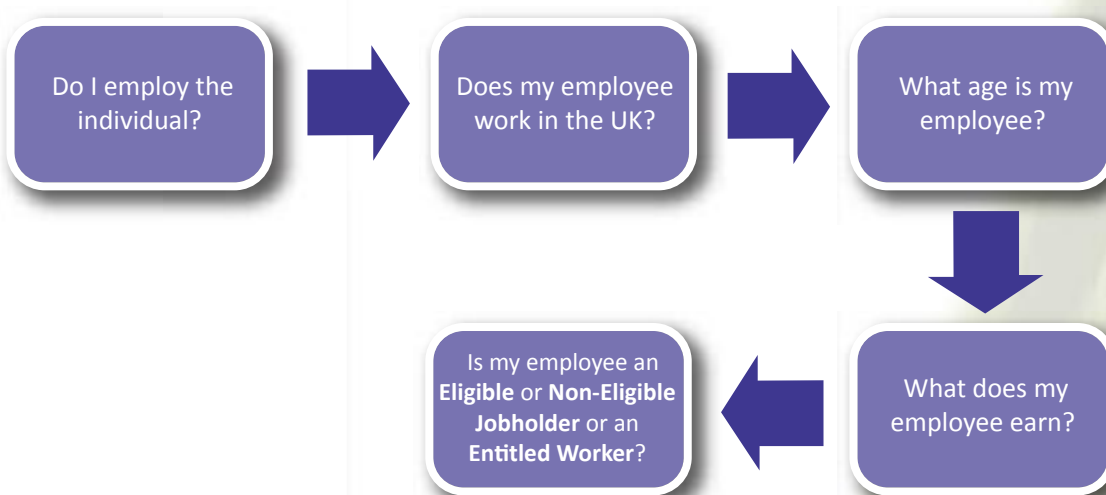 Do I employ the
individual?
Does my employee
work in the UK?
What age is my
employee?
What does my
employee earn?
Is my employee an
Eligible or Non-Eligible
Jobholder or an
Entitled Worker?